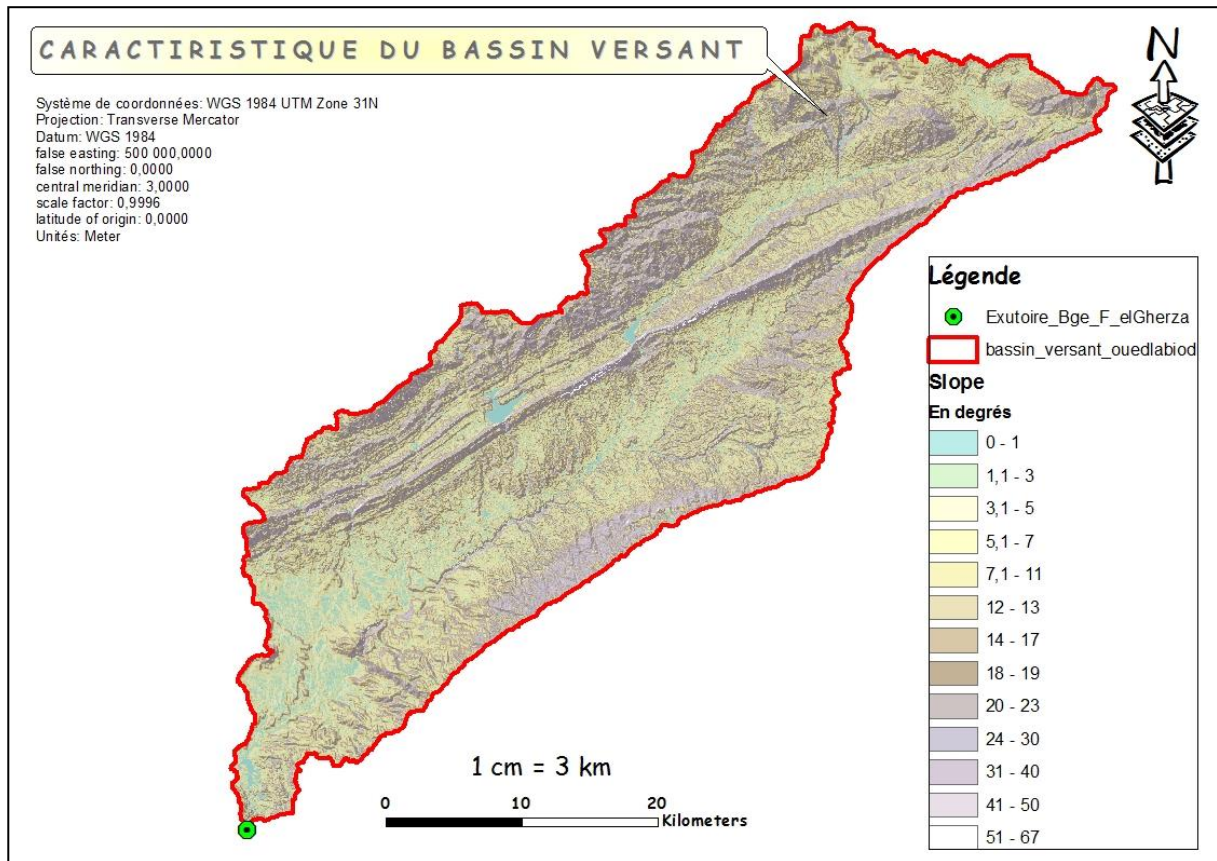 CARACTIRISTIQUE DU BASSIN VERSANT
N
Système de coordonnées: WGS 1984 UTM Zone 31N
Projection: Transverse Mercator
Datum: WGS 1984
false easting: 500 000,0000
false northing: 0,0000
central meridian: 3,0000
scale factor: 0,9996
latitude of origin: 0,0000
Unités: Meter
Légende
Exutoire_Bge_F_elGherza
bassin_versant_ouedlabiod
Slope
En degrés
0 - 1
1,1 - 3
3,1 - 5
5,1 - 7
7,1 - 11
12 - 13
14 - 17
18 - 19
20 - 23
24 - 30
31 - 40
41 - 50
51 - 67
1 cm = 3 km
0 10 20
Kilometers